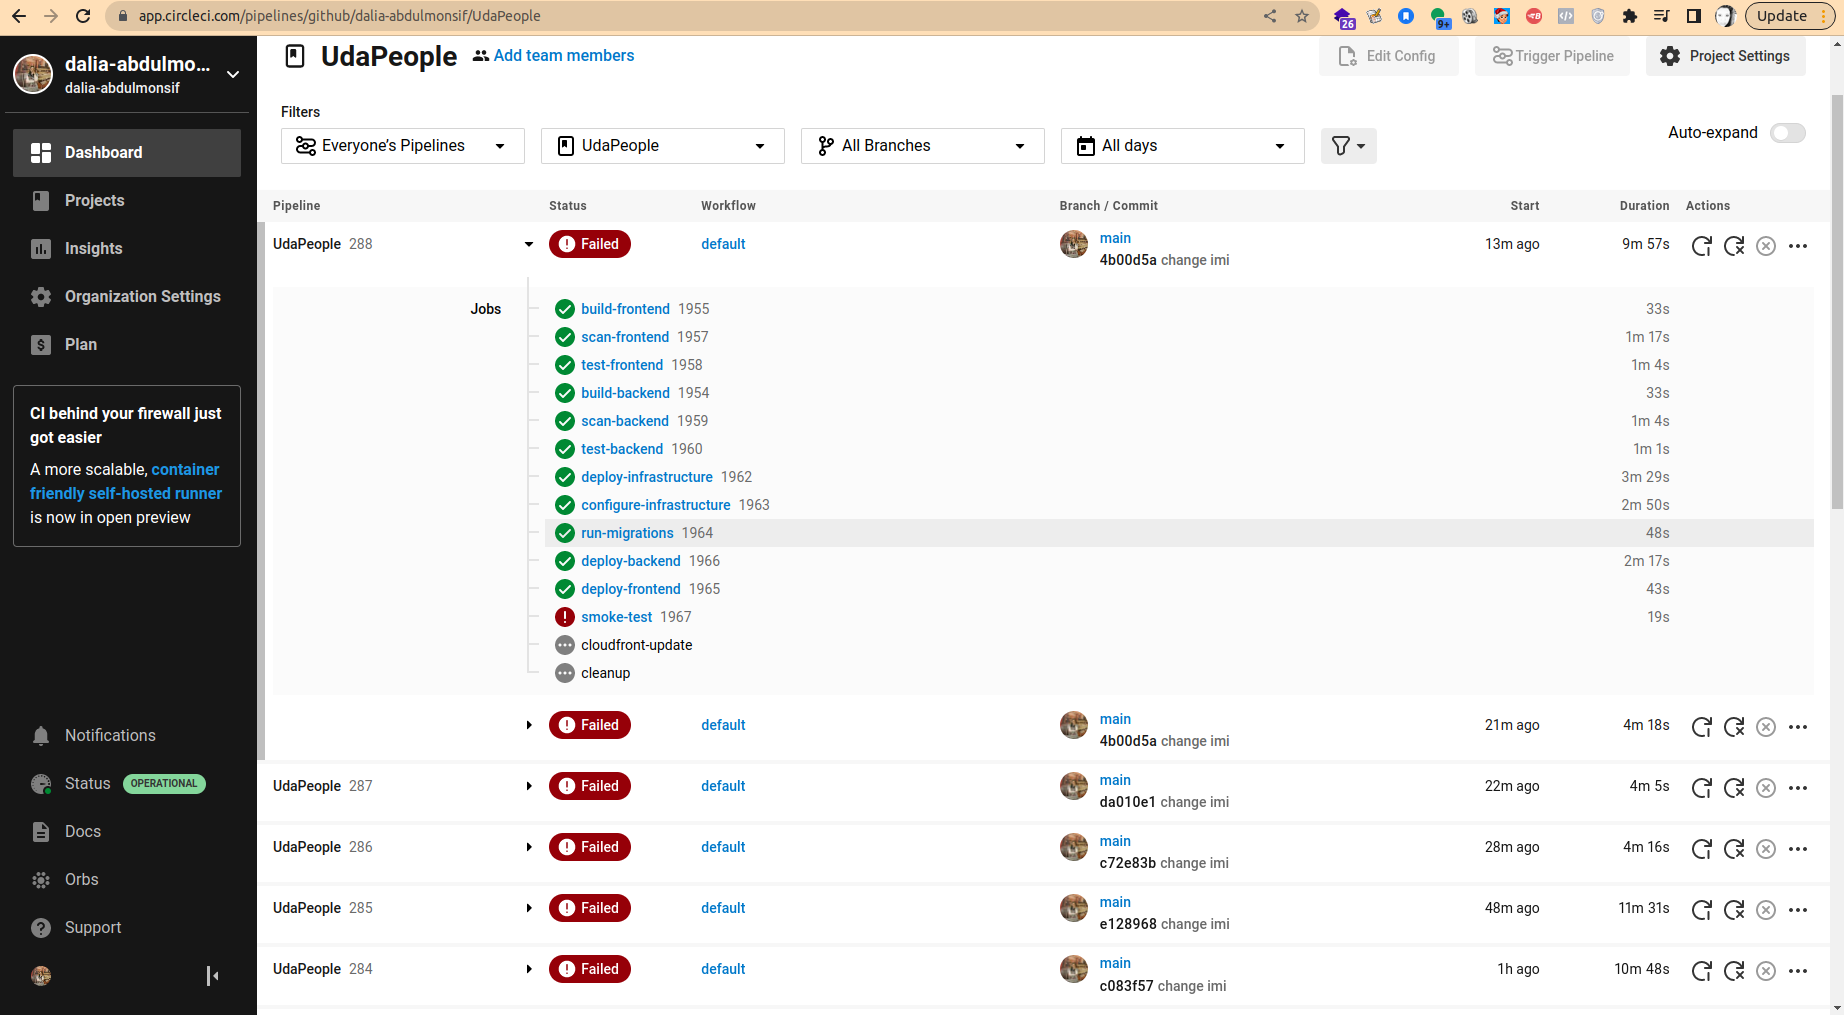 app.circleci.com/pipelines/github/dalia-abdulmonsif/UdaPeople
26
9+
Update
dalia-abdulmo...
dalia-abdulmonsif
Dashboard
Projects
Insights
Organization Settings
Plan
CI behind your firewall just
got easier
A more scalable, container
friendly self-hosted runner
is now in open preview
Notifications
Status OPERATIONAL
Docs
Orbs
Support
UdaPeople Add team members
Edit Config
Trigger Pipeline
Project Settings
Filters
Everyone's Pipelines
UdaPeople
All Branches
All days
Auto-expand
Pipeline Status Workflow Branch / Commit Start Duration Actions
UdaPeople 288 Failed default main 13m ago 9m 57s
4b00d5a change imi
Jobs
build-frontend 1955 33s
scan-frontend 1957 1m 17s
test-frontend 1958 1m 4s
build-backend 1954 33s
scan-backend 1959 1m 4s
test-backend 1960 1m 1s
deploy-infrastructure 1962 3m 29s
configure-infrastructure 1963 2m 50s
run-migrations 1964 48s
deploy-backend 1966 2m 17s
deploy-frontend 1965 43s
smoke-test 1967 19s
cloudfront-update
cleanup
Failed default main 21m ago 4m 18s
4b00d5a change imi
UdaPeople 287 Failed default main 22m ago 4m 5s
da010e1 change imi
UdaPeople 286 Failed default main 28m ago 4m 16s
c72e83b change imi
UdaPeople 285 Failed default main 48m ago 11m 31s
e128968 change imi
UdaPeople 284 Failed default main 1h ago 10m 48s
c083f57 change imi